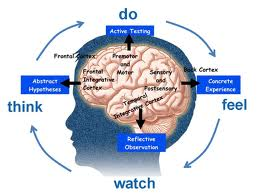 do
Active Testing
Frontal Cortex
Premotor
and
Motor
Back Cortex
Frontal
Integrative
Cortex
Sensory
and
Postsensory
Abstract
Hypotheses
Concrete
Experience
think
feel
Temporal
Integrative Cortex
Reflective
Observation
watch